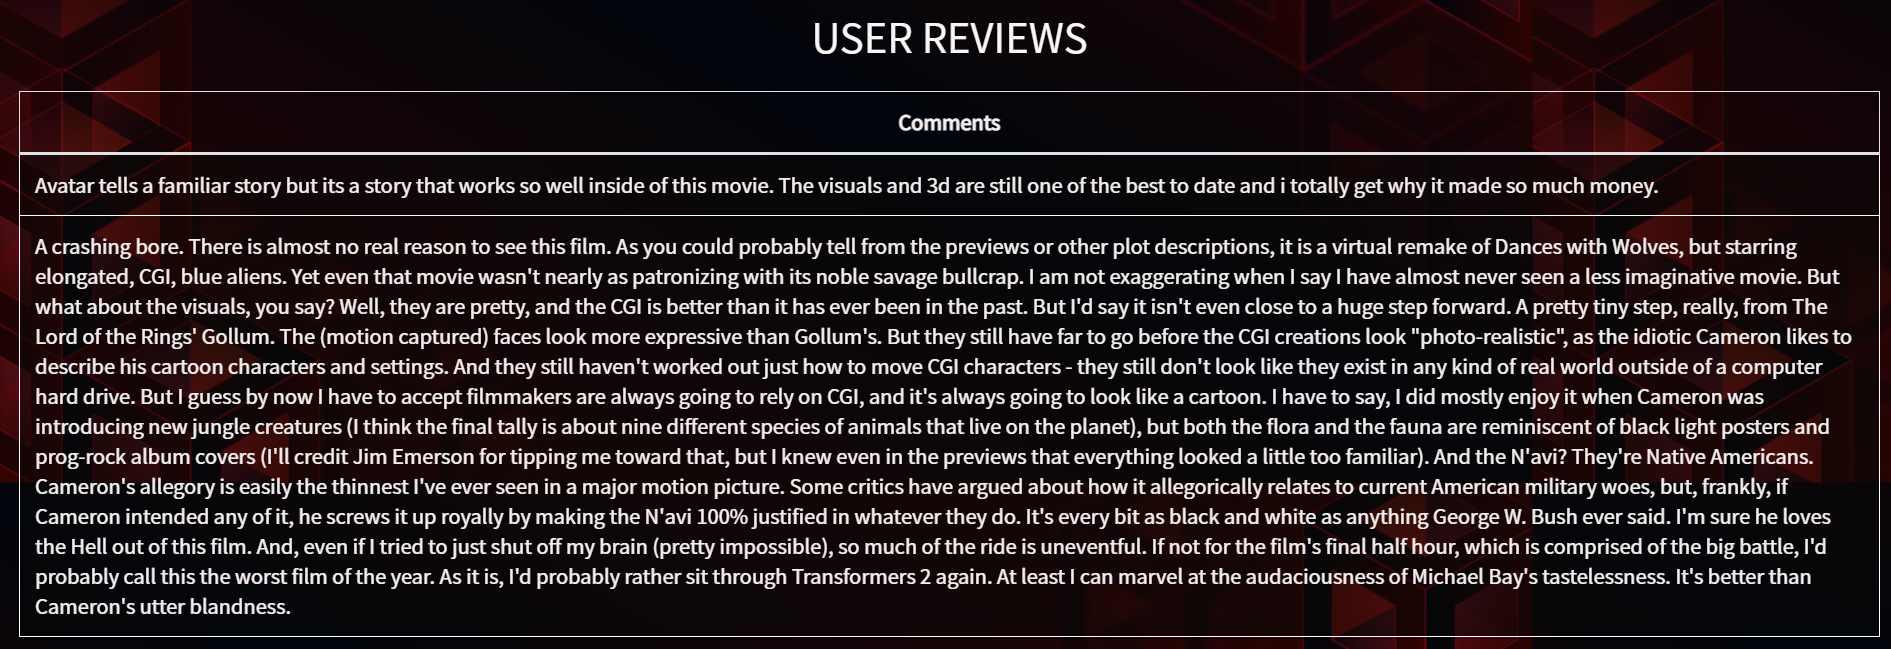 USER REVIEWS
Comments
Avatar tells a familiar story but its a story that works so well inside of this movie. The visuals and 3d are still one of the best to date and i totally get why it made so much money.
A crashing bore. There is almost no real reason to see this film. As you could probably tell from the previews or other plot descriptions, it is a virtual remake of Dances with Wolves, but starring
elongated, CGI, blue aliens. Yet even that movie wasn't nearly as patronizing with its noble savage bullcrap. I am not exaggerating when I say I have almost never seen a less imaginative movie. But
what about the visuals, you say? Well, they are pretty, and the CGI is better than it has ever been in the past. But I'd say it isn't even close to a huge step forward. A pretty tiny step, really, from The
Lord of the Rings' Gollum. The (motion captured) faces look more expressive than Gollum's. But they still have far to go before the CGI creations look "photo-realistic", as the idiotic Cameron likes to
describe his cartoon characters and settings. And they still haven't worked out just how to move CGI characters - they still don't look like they exist in any kind of real world outside of a computer
hard drive. But I guess by now I have to accept filmmakers are always going to rely on CGI, and it's always going to look like a cartoon. I have to say, I did mostly enjoy it when Cameron was
introducing new jungle creatures (I think the final tally is about nine different species of animals that live on the planet), but both the flora and the fauna are reminiscent of black light posters and
prog-rock album covers (I'll credit Jim Emerson for tipping me toward that, but I knew even in the previews that everything looked a little too familiar). And the N'avi? They're Native Americans.
Cameron's allegory is easily the thinnest I've ever seen in a major motion picture. Some critics have argued about how it allegorically relates to current American military woes, but, frankly, if
Cameron intended any of it, he screws it up royally by making the N'avi 100% justified in whatever they do. It's every bit as black and white as anything George W. Bush ever said. I'm sure he loves
the Hell out of this film. And, even if I tried to just shut off my brain (pretty impossible), so much of the ride is uneventful. If not for the film's final half hour, which is comprised of the big battle, I'd
probably call this the worst film of the year. As it is, I'd probably rather sit through Transformers 2 again. At least I can marvel at the audaciousness of Michael Bay's tastelessness. It's better than
Cameron's utter blandness.